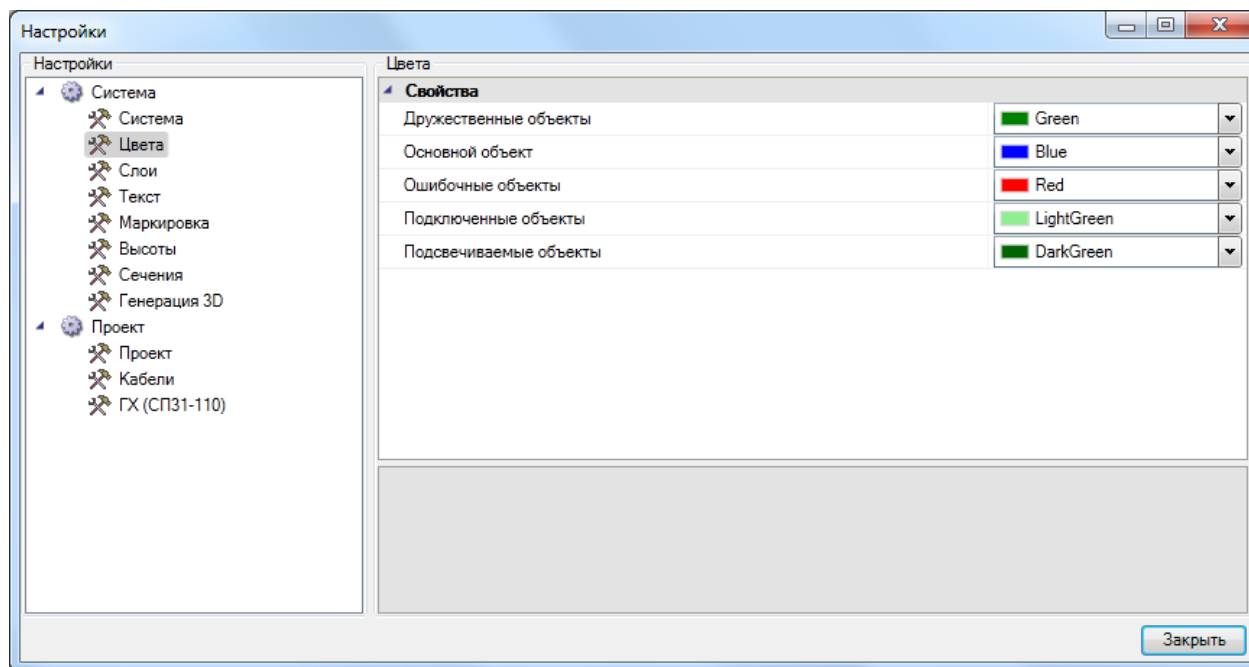 Настройки
Настройки
Система
Система
Цвета
Слои
Текст
Маркировка
Высоты
Сечения
Генерация 3D
Проект
Проект
Кабели
ГХ (СП31-110)
Цвета
Свойства
Дружественные объекты Green
Основной объект Blue
Ошибочные объекты Red
Подключенные объекты LightGreen
Подсвечиваемые объекты DarkGreen
Закрыть